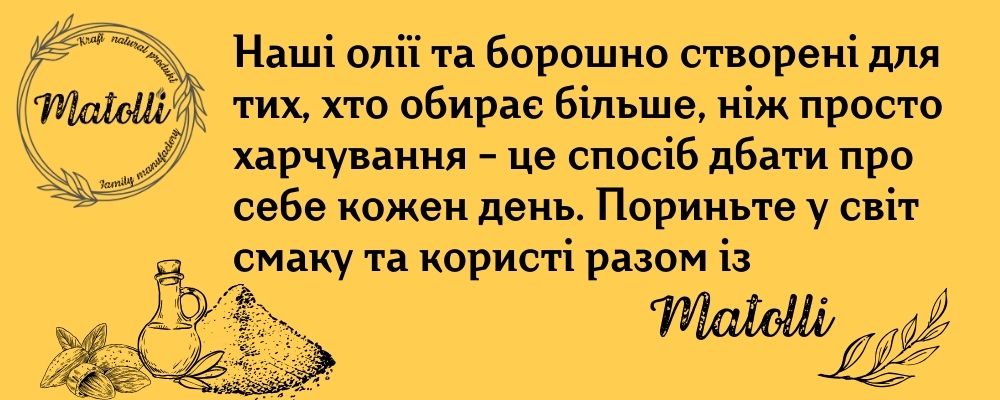 Kraft natural produkt
Matolli
Family manufactory
Наші олії та борошно створені для
тих, хто обирає більше, ніж просто
харчування – це спосіб дбати про
себе кожен день. Пориньте у світ
смаку та користі разом із
Matolli